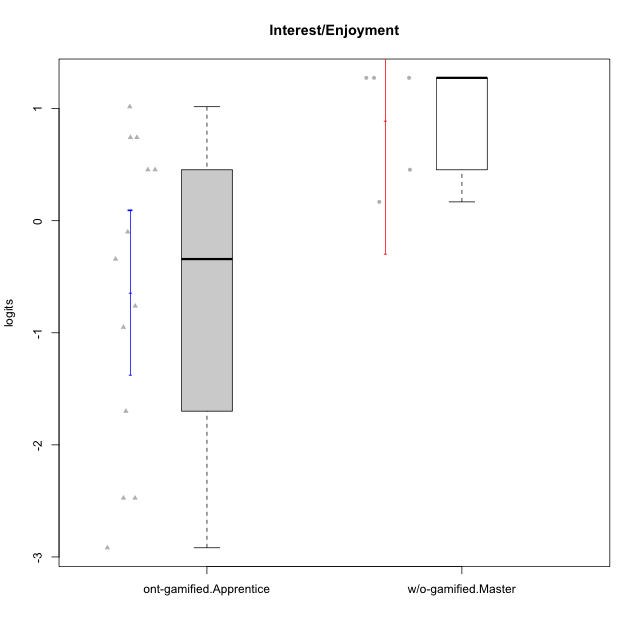 Interest/Enjoyment
logits
1
0
-1
-2
-3
ont-gamified.Apprentice
w/o-gamified.Master